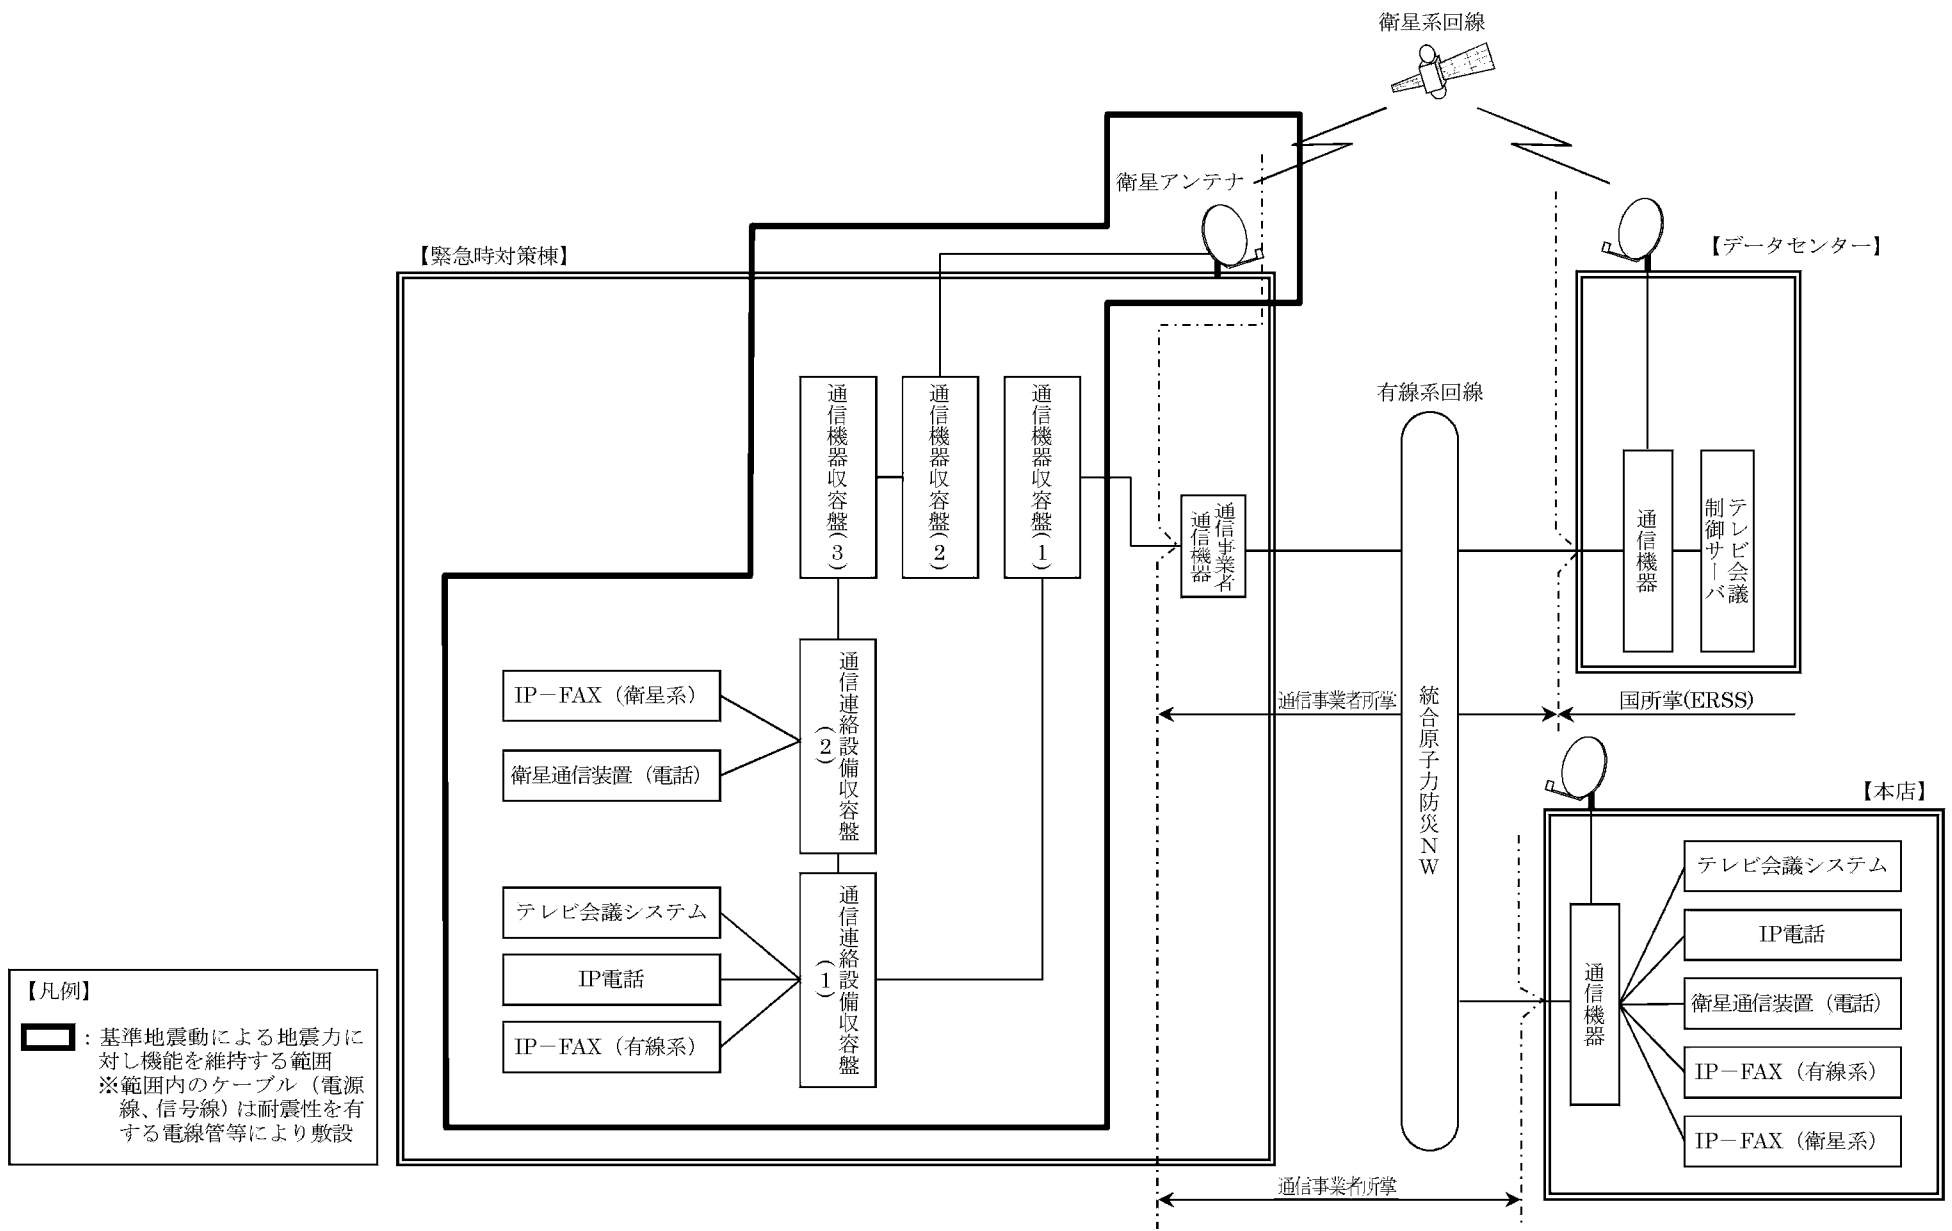 衛星系回線
衛星アンテナ
【緊急時対策棟】
【データセンター】
通信機器収容盤(3)
通信機器収容盤(2)
通信機器収容盤(1)
有線系回線
通信事業者
通信機器
通信機器
テレビ会議
制御サーバ
IP－FAX（衛星系）
衛星通信装置（電話）
通信連絡設備収容盤
(2)
通信事業者所掌
国所掌(ERSS)
統合原子力防災NW
【本店】
テレビ会議システム
IP電話
IP－FAX（有線系）
通信連絡設備収容盤
(1)
通信機器
テレビ会議システム
IP電話
衛星通信装置（電話）
IP－FAX（有線系）
IP－FAX（衛星系）
通信事業者所掌
【凡例】
：基準地震動による地震力に
対し機能を維持する範囲
※範囲内のケーブル（電源
線、信号線）は耐震性を有
する電線管等により敷設